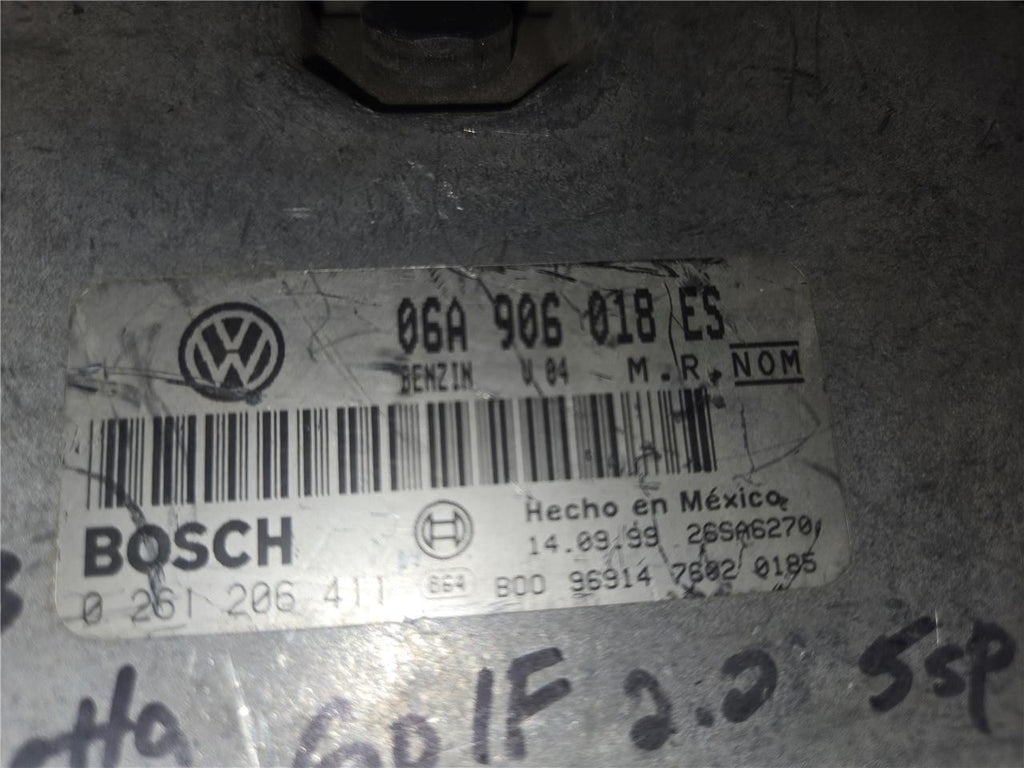 06A 906 018 ES
BENZIN V 04 M.R. NOM
Hecho en México
BOSCH 14.09.99 26SA6270
0 261 206 411 664 B00 96914 7602 0185
Golf 2.0 5sp